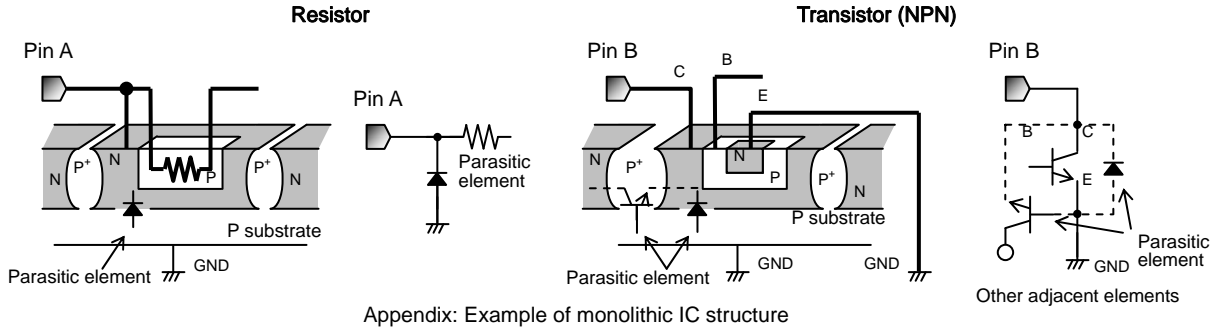 Resistor
Transistor (NPN)
Pin A
Pin B
B
Pin B
C
E
Pin A
N
P+
N
P
P+
N
Parasitic
element
N
P+
N
P
P+
N
B
C
E
P substrate
P substrate
Parasitic element
GND
Parasitic element
GND
GND
GND
Parasitic
element
Other adjacent elements
Appendix: Example of monolithic IC structure